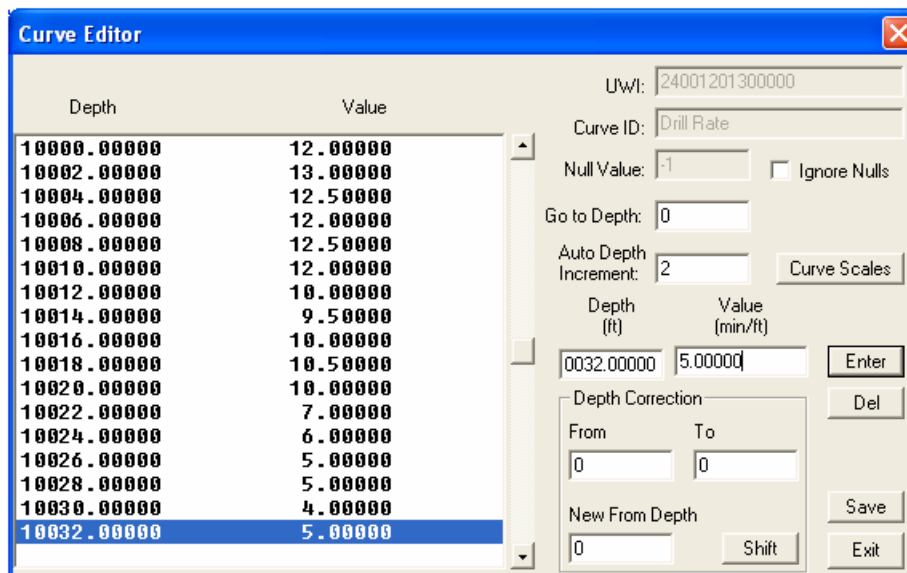 Curve Editor
Depth Value
10000.00000 12.00000
10002.00000 13.00000
10004.00000 12.50000
10006.00000 12.00000
10008.00000 12.50000
10010.00000 12.00000
10012.00000 10.00000
10014.00000 9.50000
10016.00000 10.00000
10018.00000 10.50000
10020.00000 10.00000
10022.00000 7.00000
10024.00000 6.00000
10026.00000 5.00000
10028.00000 5.00000
10030.00000 4.00000
10032.00000 5.00000
UWI: 24001201300000
Curve ID: Drill Rate
Null Value: -1 Ignore Nulls
Go to Depth: 0
Auto Depth
Increment: 2 Curve Scales
Depth Value
(ft) (min/ft)
0032.00000 5.00000 Enter
Depth Correction Del
From To
0 0
New From Depth Save
0 Shift Exit